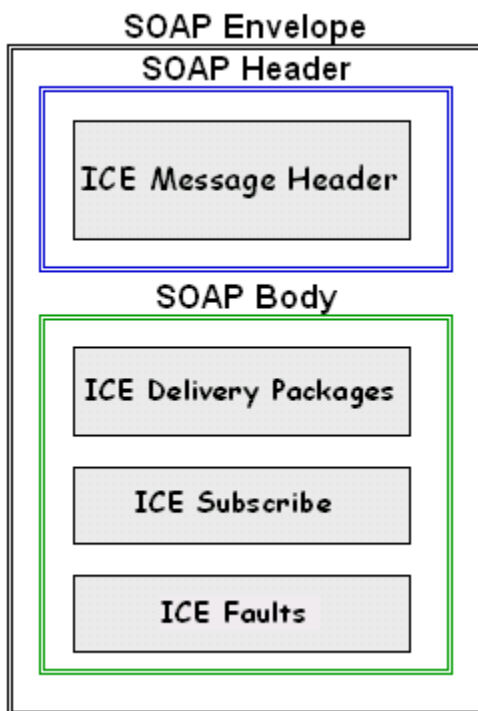 SOAP Envelope
SOAP Header
ICE Message Header
SOAP Body
ICE Delivery Packages
ICE Subscribe
ICE Faults